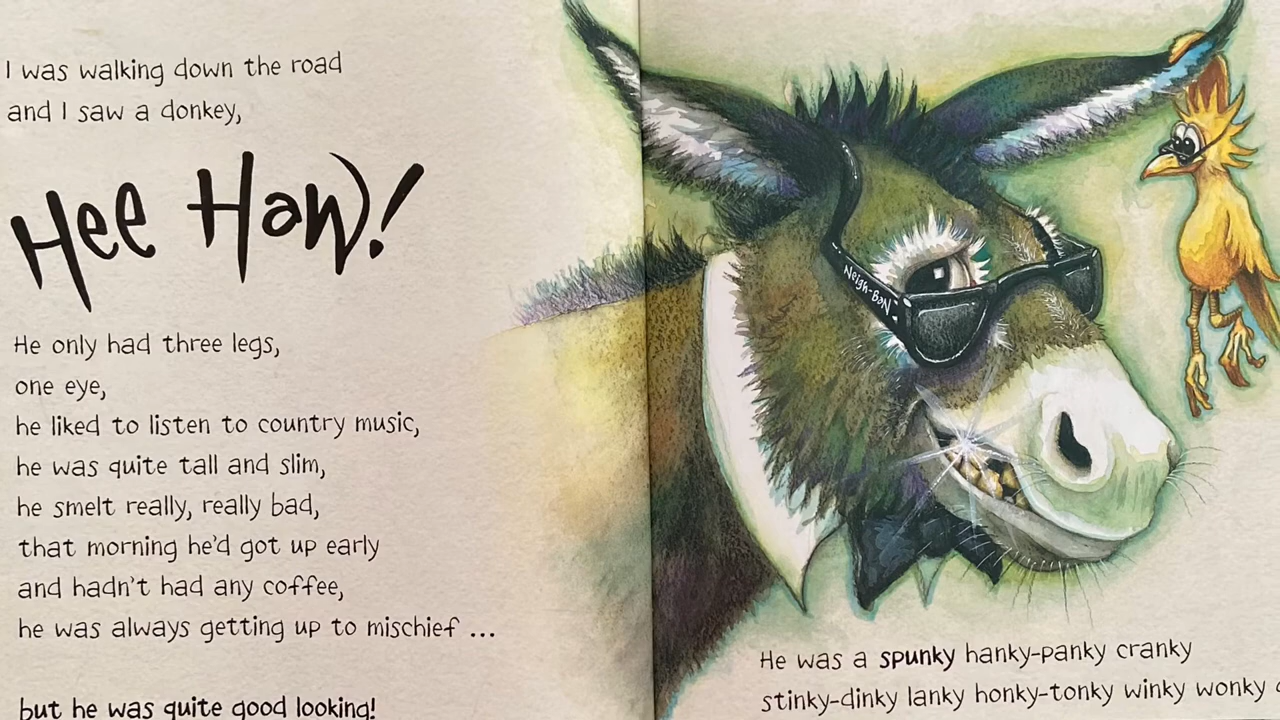 I was walking down the road
and I saw a donkey,
Hee Haw!
He only had three legs,
one eye,
he liked to listen to country music,
he was quite tall and slim,
he smelt really, really bad,
that morning he'd got up early
and hadn't had any coffee,
he was always getting up to mischief ...
but he was quite good looking!
Neigh-Ban
He was a spunky hanky-panky cranky
stinky-dinky lanky honky-tonky winky wonky